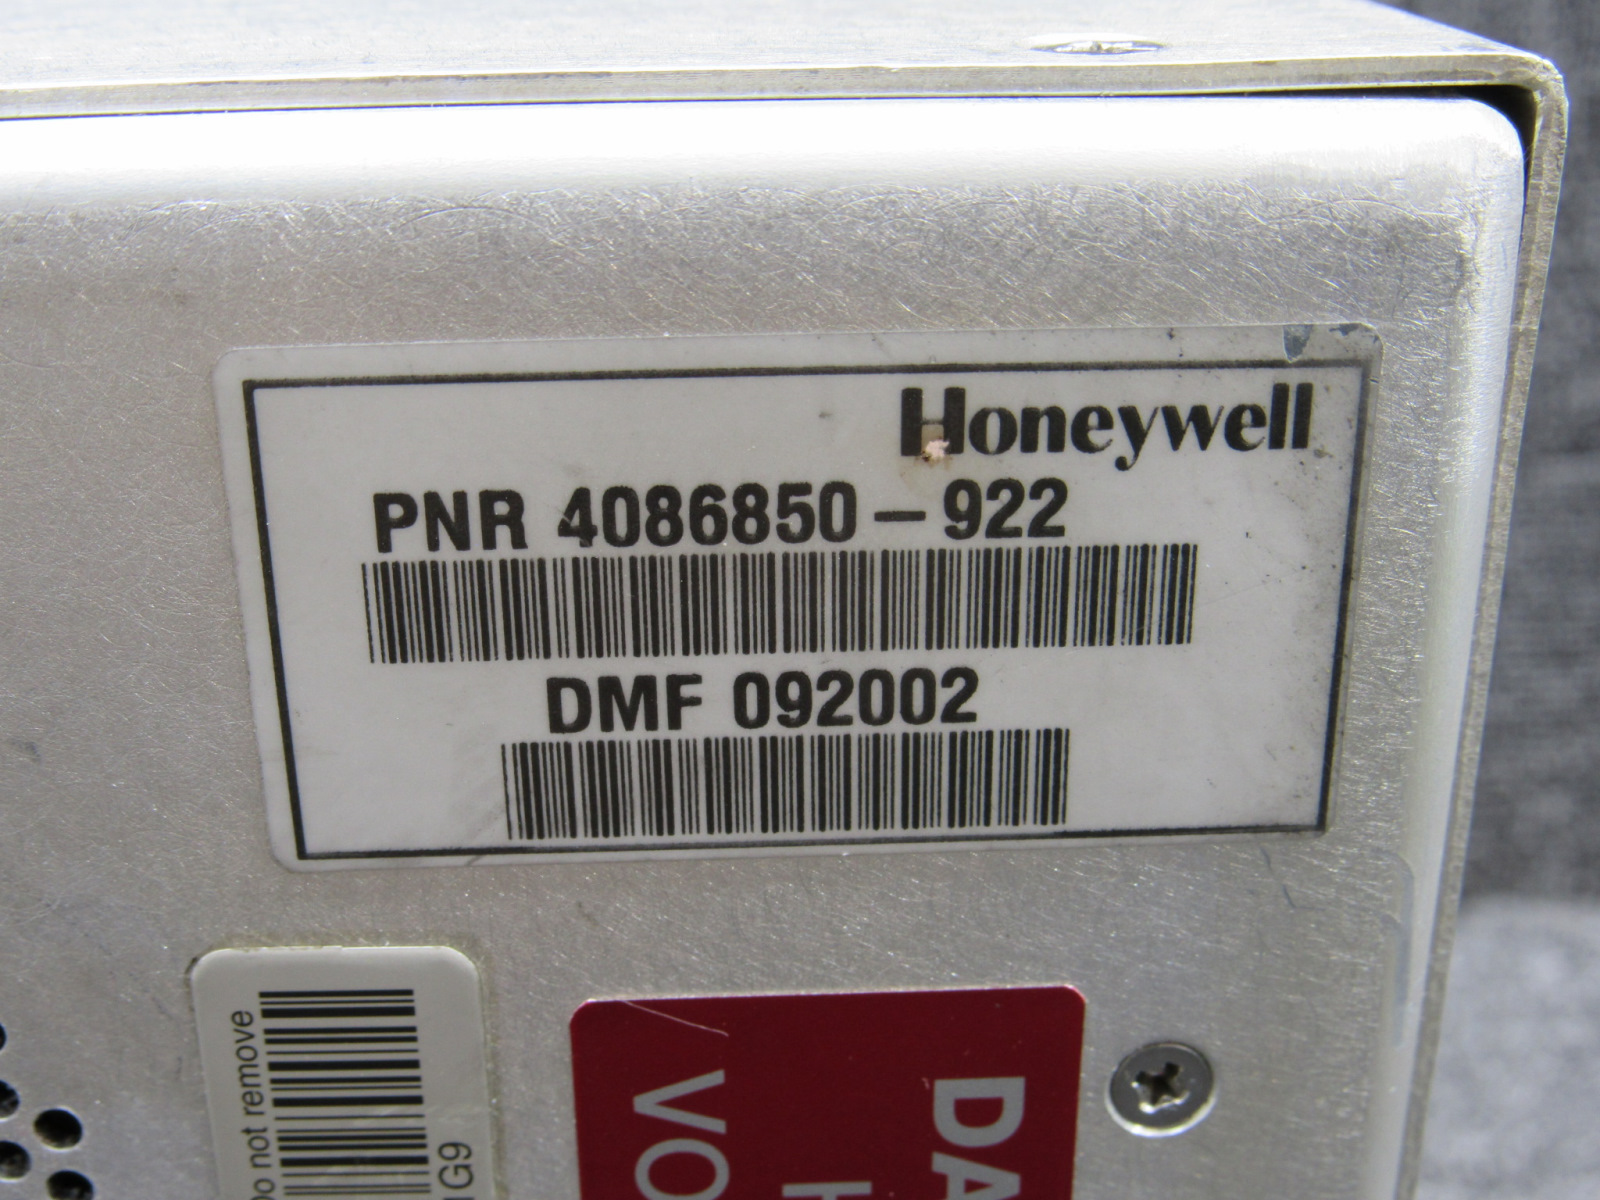 Honeywell
PNR 4086850-922
DMF 092002
Do not remove